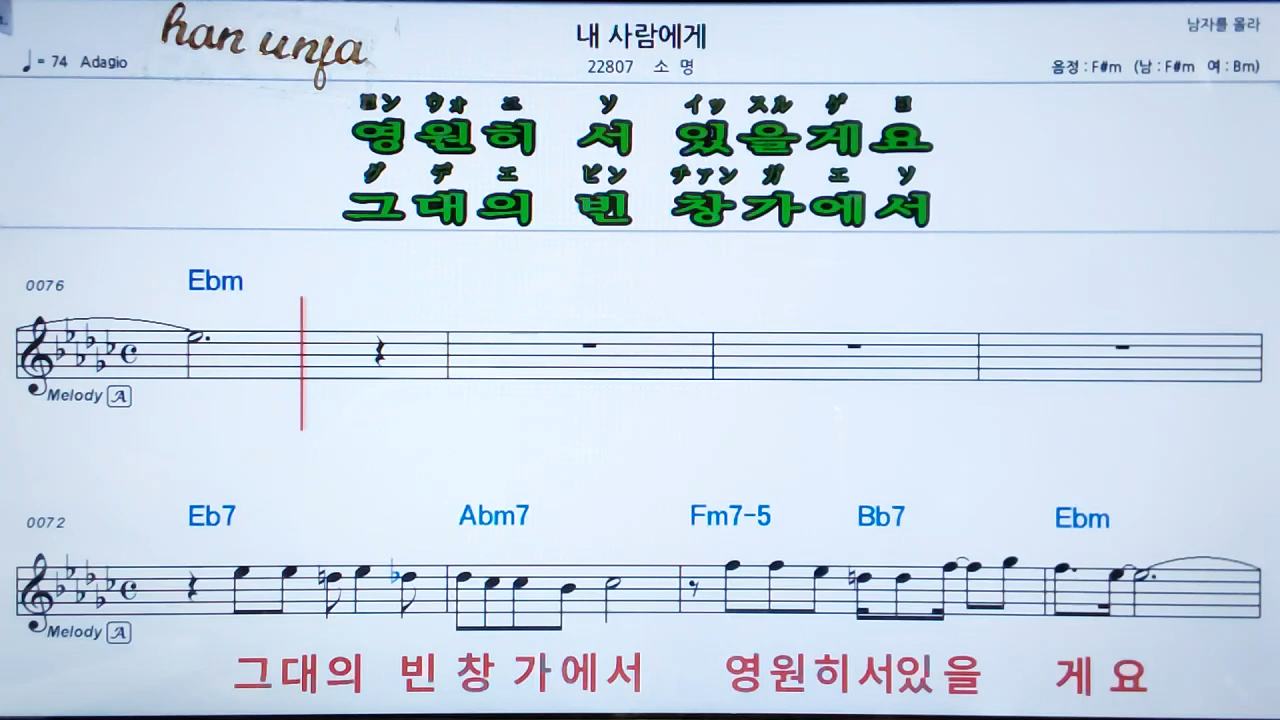 han unfa
내 사람에게
남자를 올라
♩= 74 Adagio
22807 소 명
음정 : F#m (남 : F#m 여 : Bm)
ヨン ウォ ニ ソ イッ スル ゲ ヨ
영원히 서 있을게요
グ デ エ ビン チァン ガ エ ソ
그대의 빈 창가에서
0076
Ebm
Melody A
0072
Eb7 Abm7 Fm7-5 Bb7 Ebm
Melody A
그대의 빈 창 가에서 영원히서있을 게 요